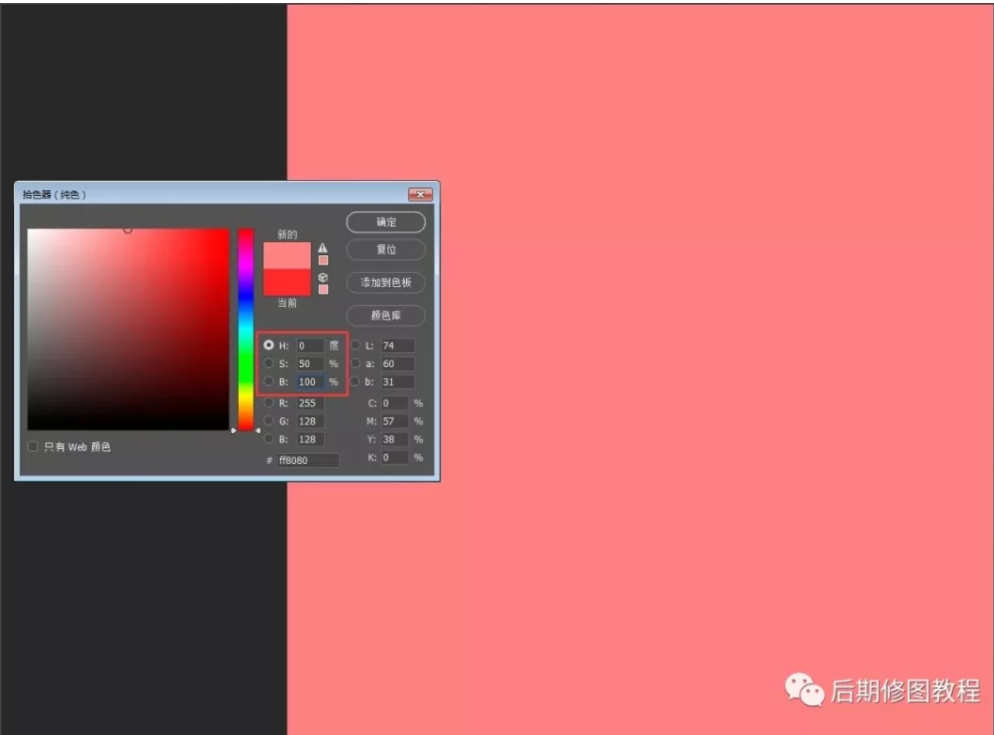 拾色器（纯色）
新的
当前
确定
复位
添加到色板
颜色库
H: 0 度
S: 50 %
B: 100 %
R: 255
G: 128
B: 128
# ff8080
L: 74
a: 60
b: 31
C: 0 %
M: 57 %
Y: 38 %
K: 0 %
只有 Web 颜色
后期修图教程